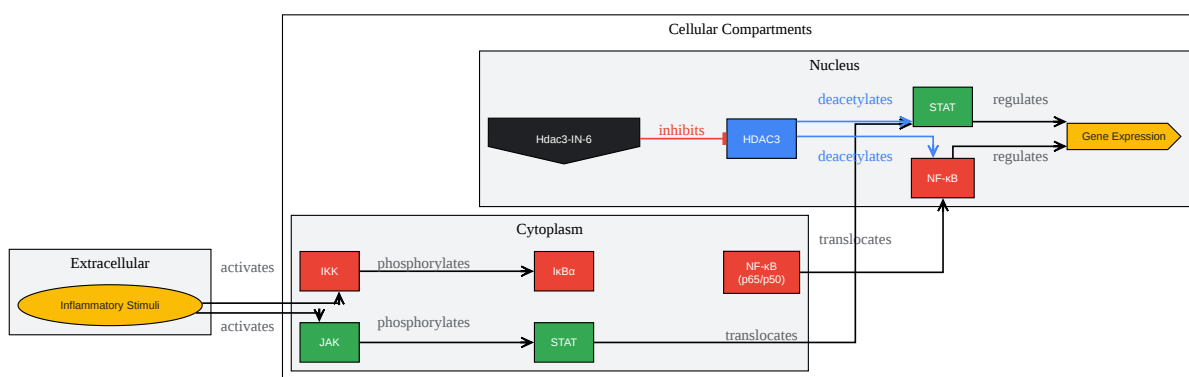 Cellular Compartments
Nucleus
deacetylates
STAT
regulates
Hdac3-IN-6
inhibits
HDAC3
Gene Expression
deacetylates
regulates
NF-κB
Cytoplasm
translocates
Extracellular
activates
IKK
phosphorylates
IκBα
NF-κB
(p65/p50)
Inflammatory Stimuli
activates
JAK
phosphorylates
STAT
translocates